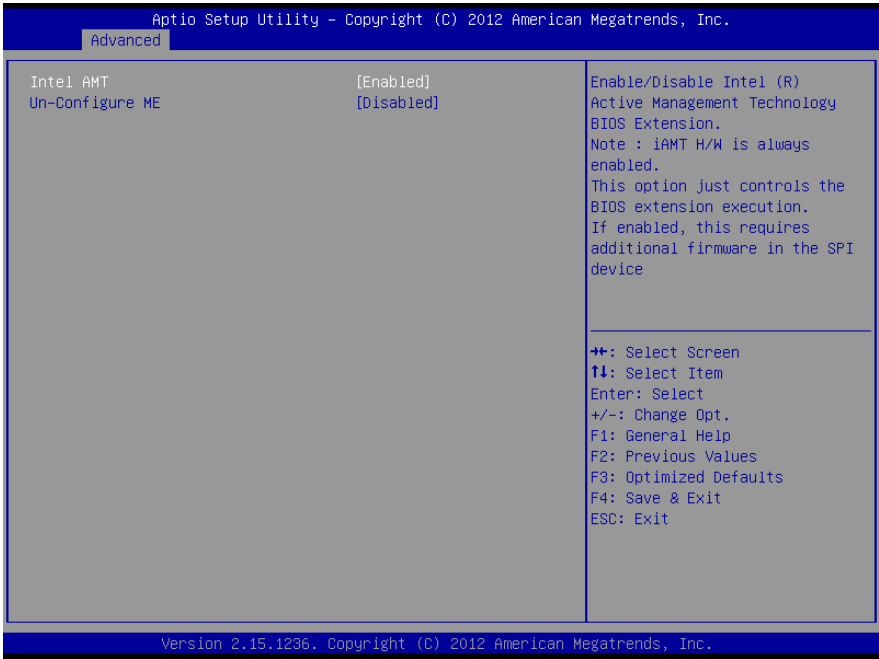 Aptio Setup Utility – Copyright (C) 2012 American Megatrends, Inc.
Advanced
Intel AMT [Enabled]
Un-Configure ME [Disabled]
Enable/Disable Intel (R)
Active Management Technology
BIOS Extension.
Note : iAMT H/W is always
enabled.
This option just controls the
BIOS extension execution.
If enabled, this requires
additional firmware in the SPI
device
→←: Select Screen
↑↓: Select Item
Enter: Select
+/-: Change Opt.
F1: General Help
F2: Previous Values
F3: Optimized Defaults
F4: Save & Exit
ESC: Exit
Version 2.15.1236. Copyright (C) 2012 American Megatrends, Inc.